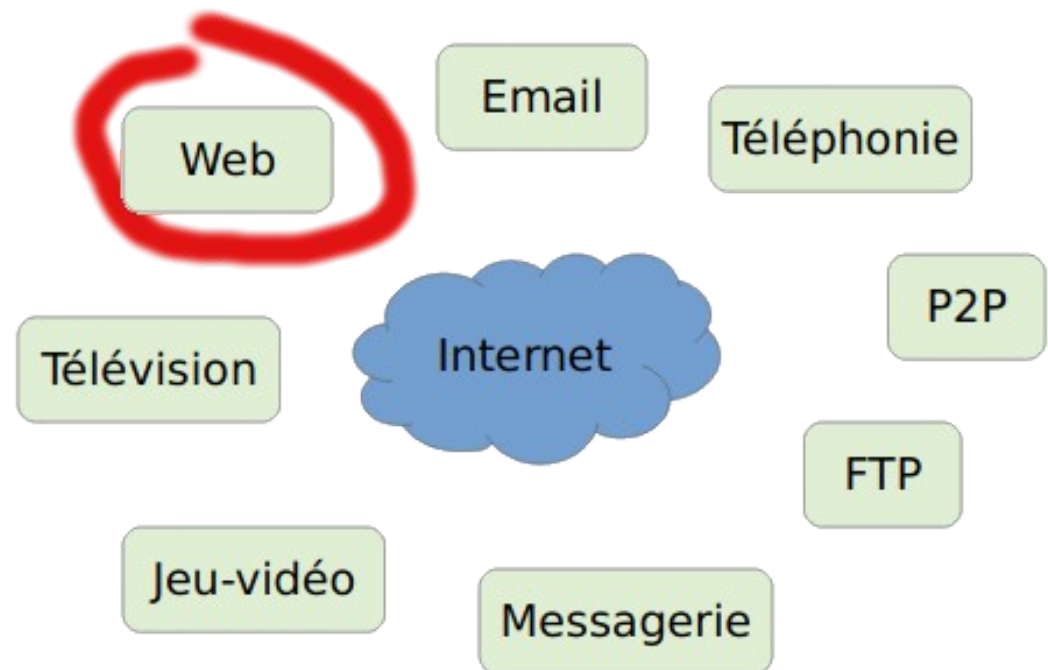 Email
Téléphonie
Web
P2P
Internet
Télévision
FTP
Jeu-vidéo
Messagerie